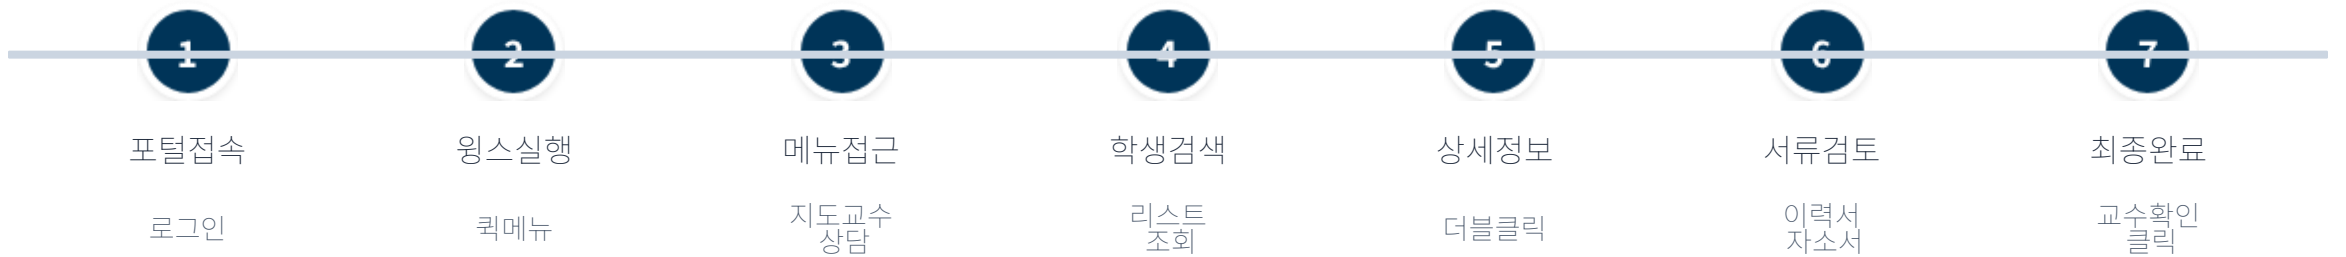 1
2
3
4
5
6
7
포털접속
윙스실행
메뉴접근
학생검색
상세정보
서류검토
최종완료
로그인
퀵메뉴
지도교수
상담
리스트
조회
더블클릭
이력서
자소서
교수확인
클릭